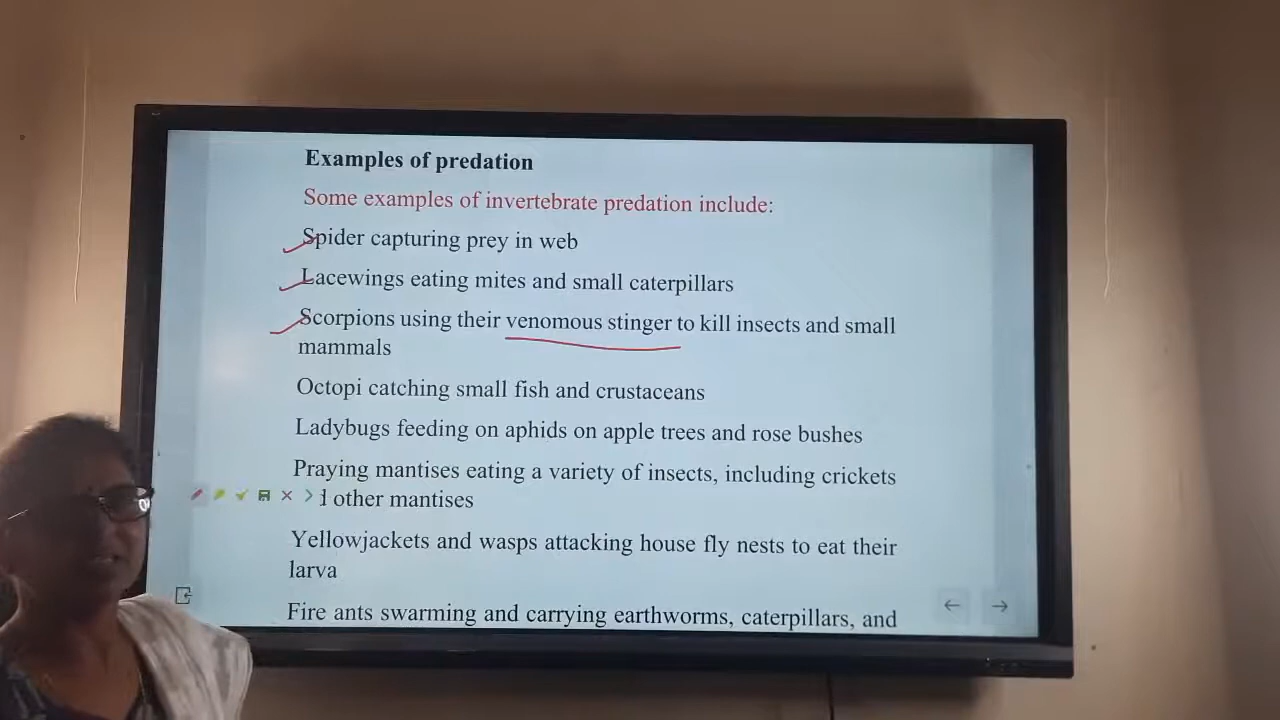 Examples of predation
Some examples of invertebrate predation include:
Spider capturing prey in web
Lacewings eating mites and small caterpillars
Scorpions using their venomous stinger to kill insects and small
mammals
Octopi catching small fish and crustaceans
Ladybugs feeding on aphids on apple trees and rose bushes
Praying mantises eating a variety of insects, including crickets
other mantises
Yellowjackets and wasps attacking house fly nests to eat their
larva
Fire ants swarming and carrying earthworms, caterpillars, and